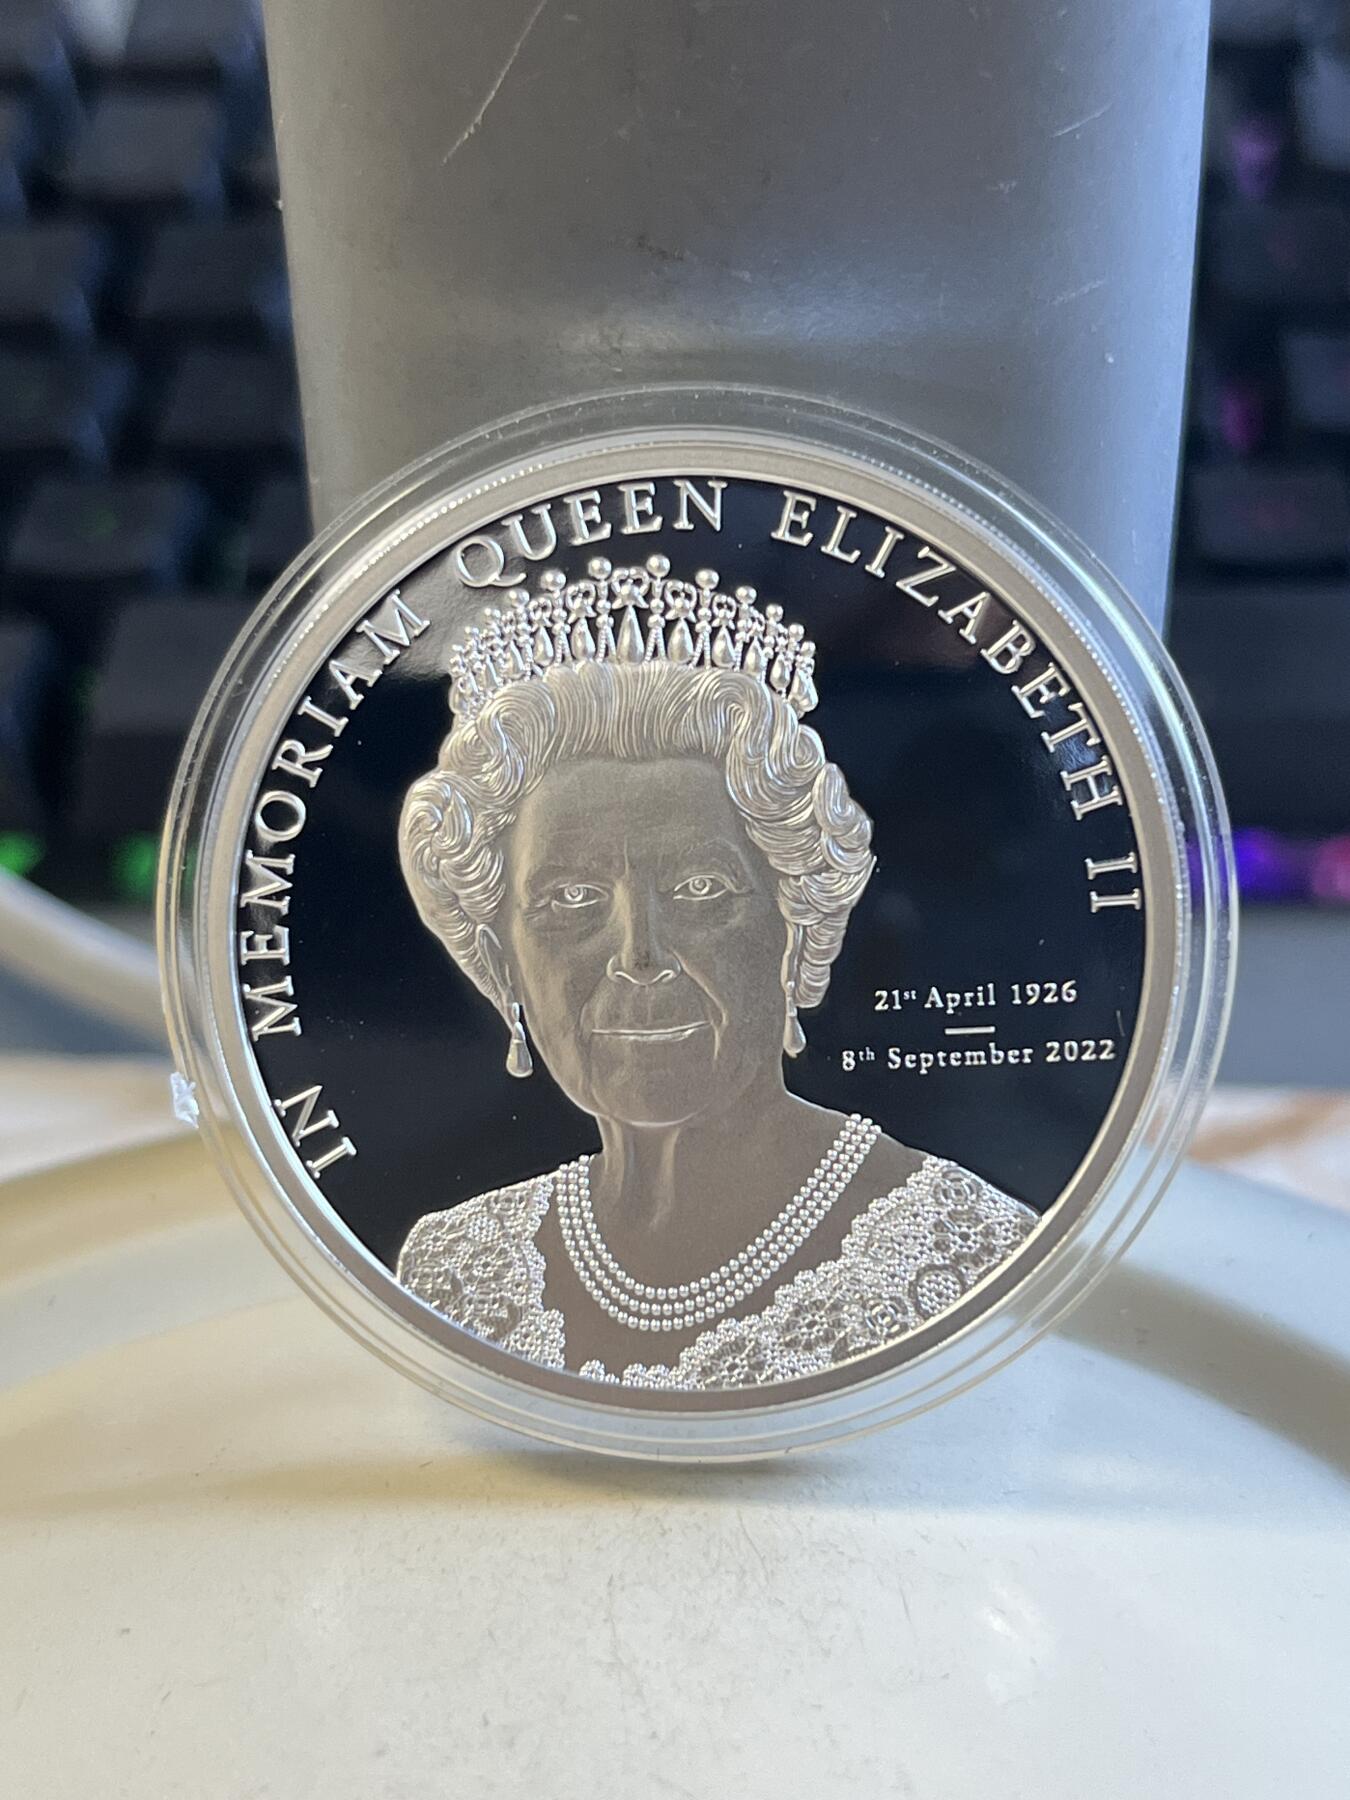 IN MEMORIAM QUEEN ELIZABETH II
21st April 1926
—
8th September 2022